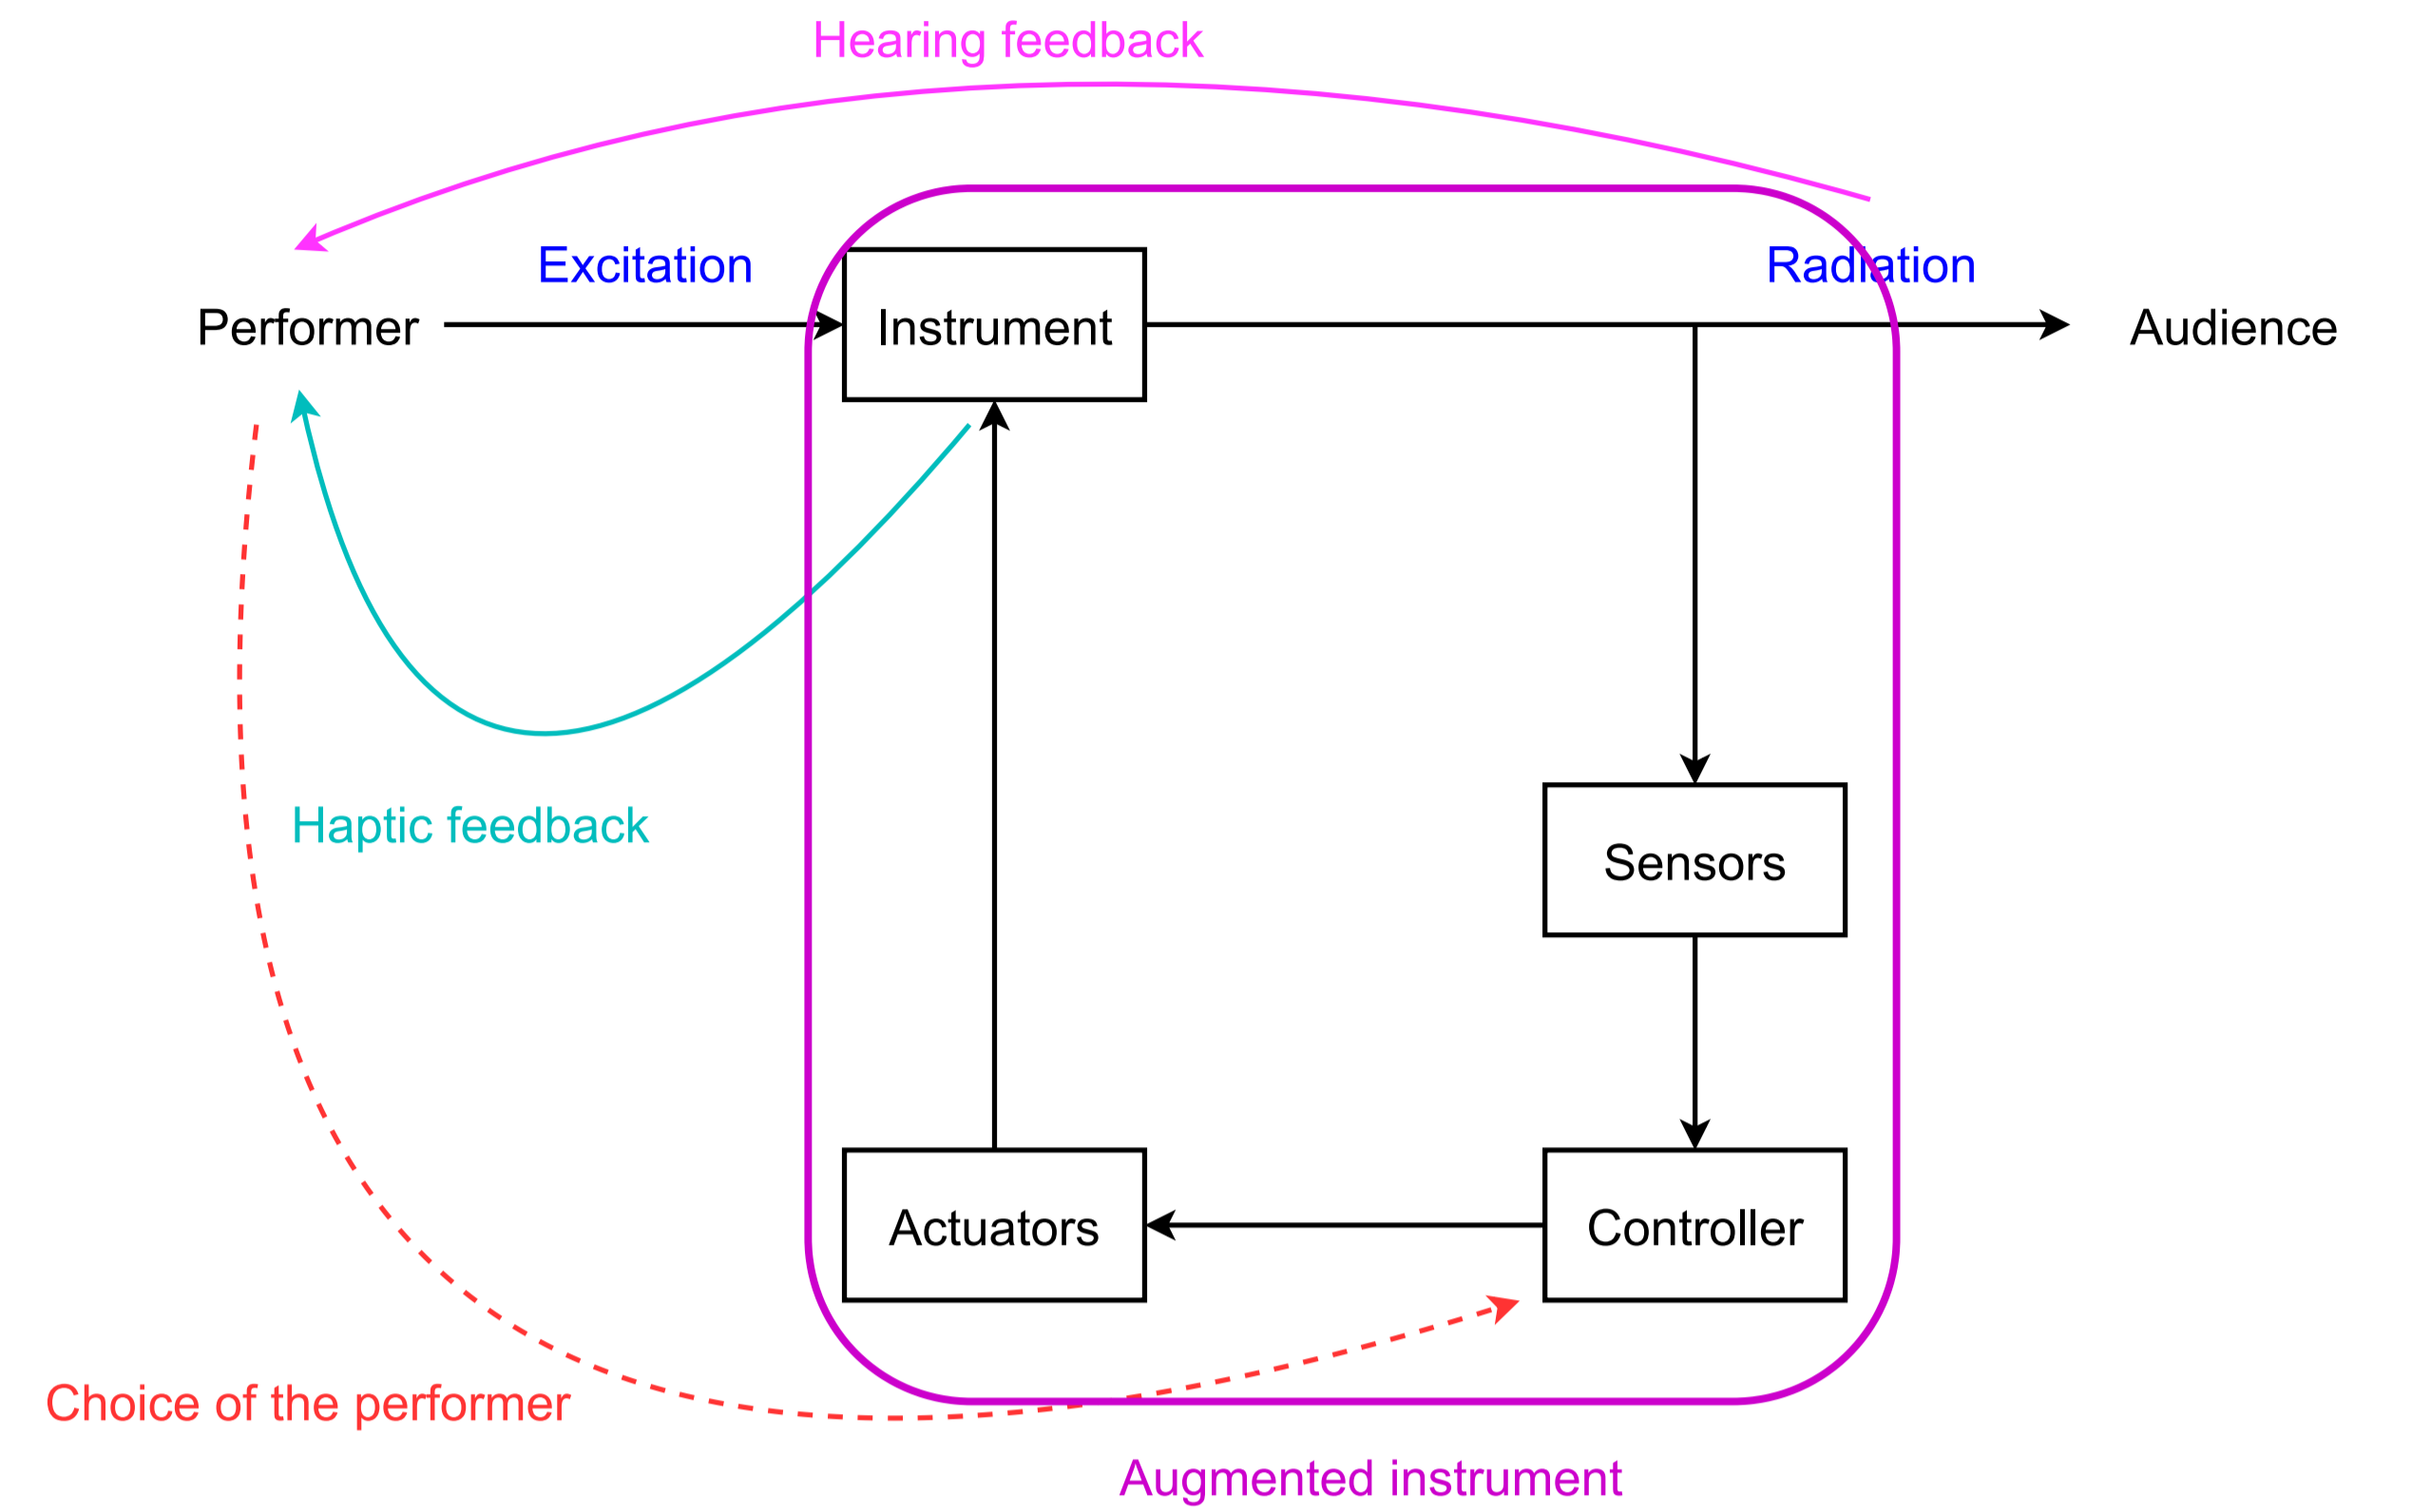 Hearing feedback
Excitation
Radiation
Performer
Instrument
Audience
Haptic feedback
Sensors
Actuators
Controller
Choice of the performer
Augmented instrument